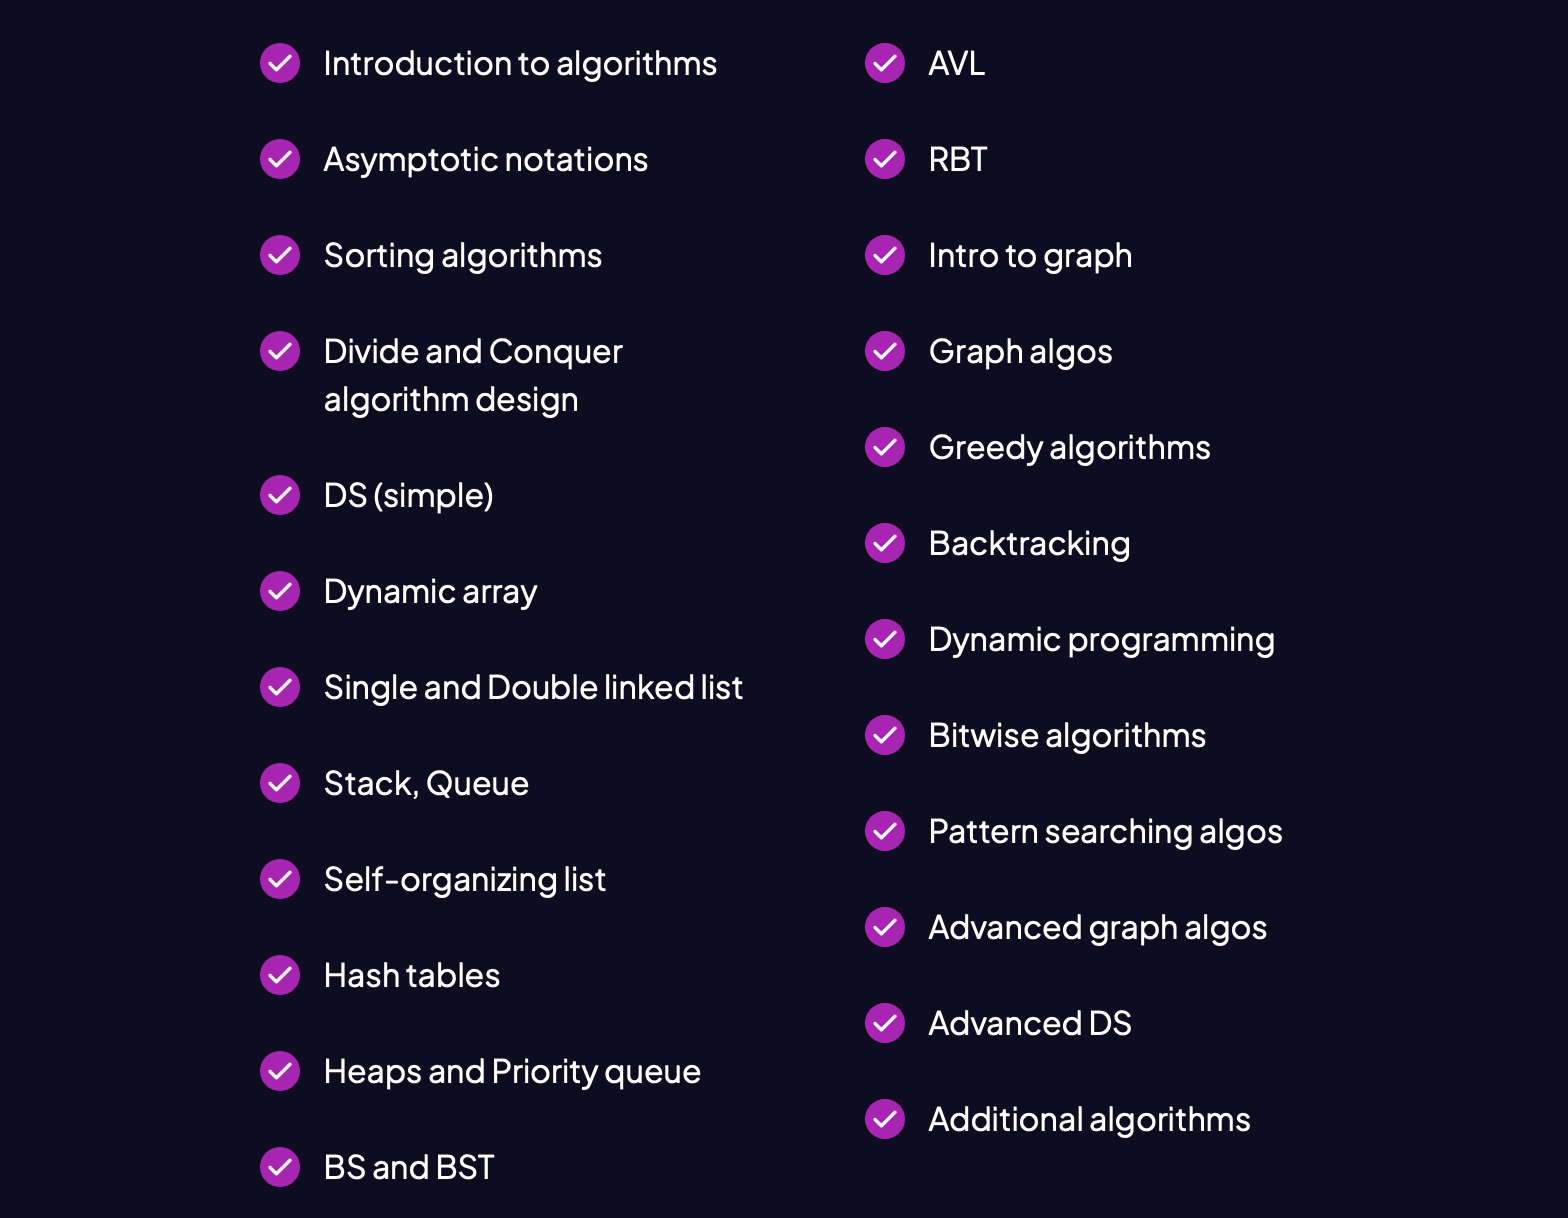 Introduction to algorithms
Asymptotic notations
Sorting algorithms
Divide and Conquer
algorithm design
DS (simple)
Dynamic array
Single and Double linked list
Stack, Queue
Self-organizing list
Hash tables
Heaps and Priority queue
BS and BST
AVL
RBT
Intro to graph
Graph algos
Greedy algorithms
Backtracking
Dynamic programming
Bitwise algorithms
Pattern searching algos
Advanced graph algos
Advanced DS
Additional algorithms